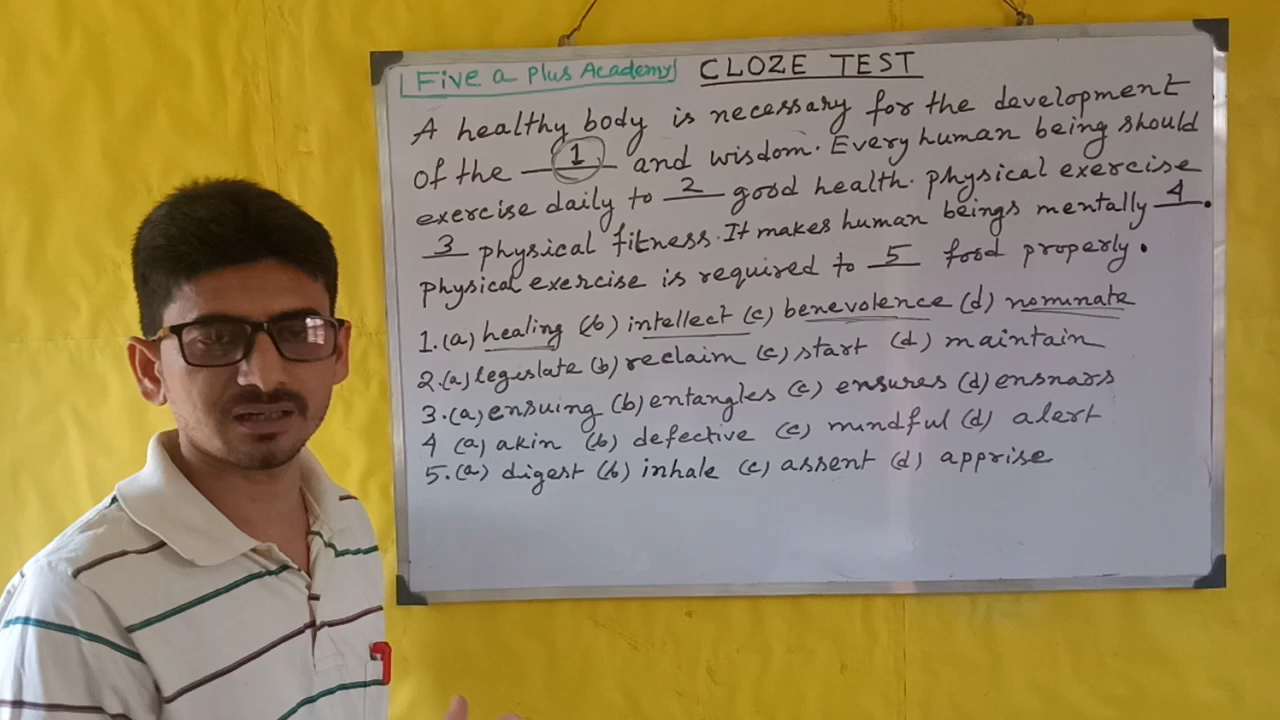 Five a Plus Academy CLOZE TEST
A healthy body is necessary for the development
of the 1 and wisdom. Every human being should
exercise daily to 2 good health. physical exercise
3 physical fitness. It makes human beings mentally 4.
physical exercise is required to 5 food properly.
1.(a) healing (b) intellect (c) benevolence (d) nominate
2.(a) legislate (b) reclaim (c) start (d) maintain
3.(a) ensuing (b) entangles (c) ensures (d) ensnars
4 (a) akin (b) defective (c) mindful (d) alert
5.(a) digest (b) inhale (c) assent (d) apprise